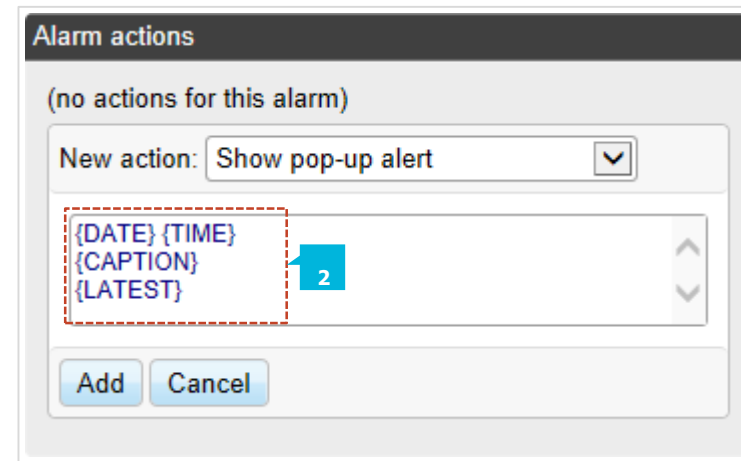 Alarm actions
(no actions for this alarm)
New action: Show pop-up alert
{DATE} {TIME}
{CAPTION}
{LATEST}
2
Add Cancel